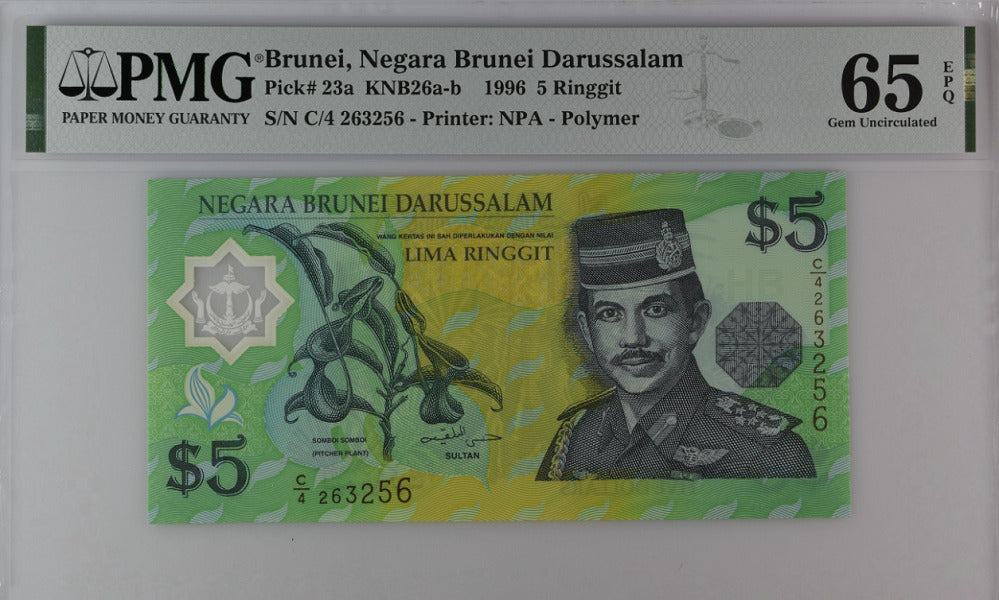 PMG®
PAPER MONEY GUARANTY
Brunei, Negara Brunei Darussalam
Pick# 23a KNB26a-b 1996 5 Ringgit
S/N C/4 263256 - Printer: NPA - Polymer
65
EPQ
Gem Uncirculated
NEGARA BRUNEI DARUSSALAM
WANG KERTAS INI SAH DIPERLAKUKAN DENGAN NILAI
LIMA RINGGIT
$5
C/4 263256
SOMBOI SOMBOI
(PITCHER PLANT)
SULTAN
$5
C/4 263256